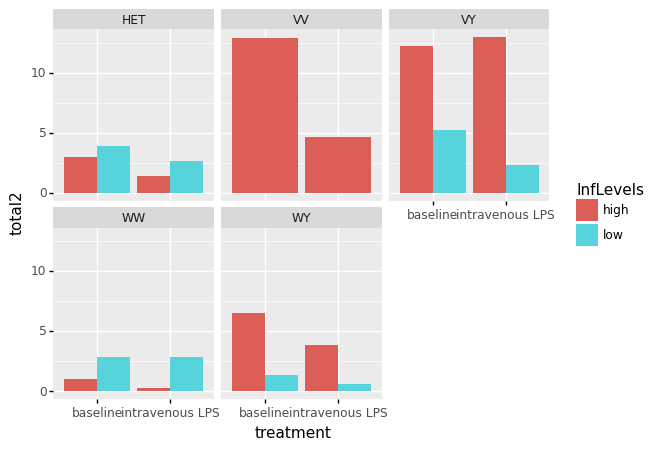 HET VV VY
10
5
0
baseline intravenous LPS
WW WY
10
5
0
baseline intravenous LPS baseline intravenous LPS
total2
treatment
InfLevels
high
low